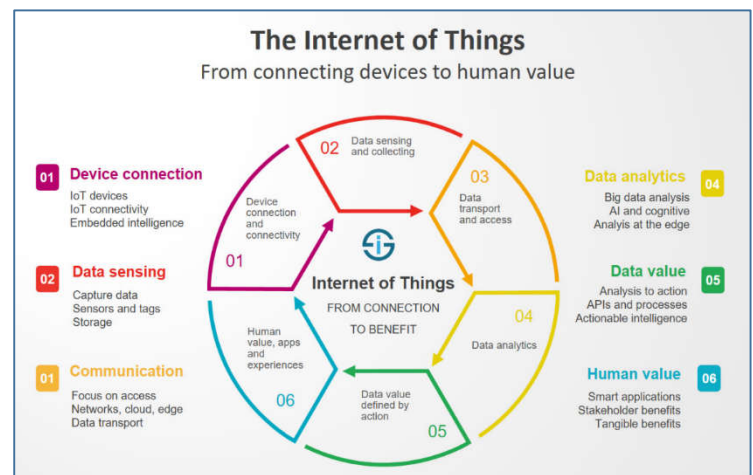 The Internet of Things
From connecting devices to human value
01 Device connection
IoT devices
IoT connectivity
Embedded intelligence
02 Data sensing
Capture data
Sensors and tags
Storage
01 Communication
Focus on access
Networks, cloud, edge
Data transport
02 Data sensing
and collecting
03
Data
transport
and access
Device
connection
and
connectivity
01
Internet of Things
FROM CONNECTION
TO BENEFIT
04
Data analytics
Human
value, apps
and
experiences
06
Data value
defined by
action
05
Data analytics 04
Big data analysis
AI and cognitive
Analyis at the edge
Data value 05
Analysis to action
APIs and processes
Actionable intelligence
Human value 06
Smart applications
Stakeholder benefits
Tangible benefits